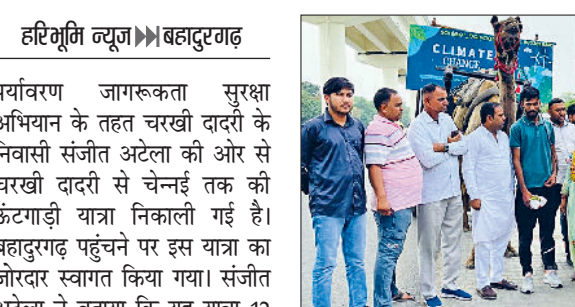 हरिभूमि न्यूज बहादुरगढ़
पर्यावरण जागरूकता सुरक्षा
अभियान के तहत चरखी दादरी के
निवासी संजीत अटेला की ओर से
चरखी दादरी से चेन्नई तक की
ऊंटगाड़ी यात्रा निकाली गई है।
बहादुरगढ़ पहुंचने पर इस यात्रा का
जोरदार स्वागत किया गया। संजीत
CLIMATE
CHANGE